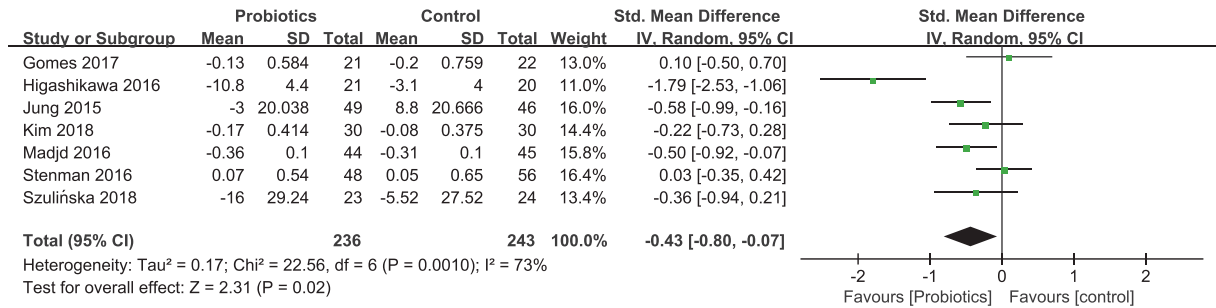 Probiotics Control Std. Mean Difference Std. Mean Difference
Study or Subgroup Mean SD Total Mean SD Total Weight IV, Random, 95% CI IV, Random, 95% CI
Gomes 2017 -0.13 0.584 21 -0.2 0.759 22 13.0% 0.10 [-0.50, 0.70]
Higashikawa 2016 -10.8 4.4 21 -3.1 4 20 11.0% -1.79 [-2.53, -1.06]
Jung 2015 -3 20.038 49 8.8 20.666 46 16.0% -0.58 [-0.99, -0.16]
Kim 2018 -0.17 0.414 30 -0.08 0.375 30 14.4% -0.22 [-0.73, 0.28]
Madjd 2016 -0.36 0.1 44 -0.31 0.1 45 15.8% -0.50 [-0.92, -0.07]
Stenman 2016 0.07 0.54 48 0.05 0.65 56 16.4% 0.03 [-0.35, 0.42]
Szulińska 2018 -16 29.24 23 -5.52 27.52 24 13.4% -0.36 [-0.94, 0.21]
Total (95% CI) 236 243 100.0% -0.43 [-0.80, -0.07]
Heterogeneity: Tau² = 0.17; Chi² = 22.56, df = 6 (P = 0.0010); I² = 73%
Test for overall effect: Z = 2.31 (P = 0.02)
-2 -1 0 1 2
Favours [Probiotics] Favours [control]